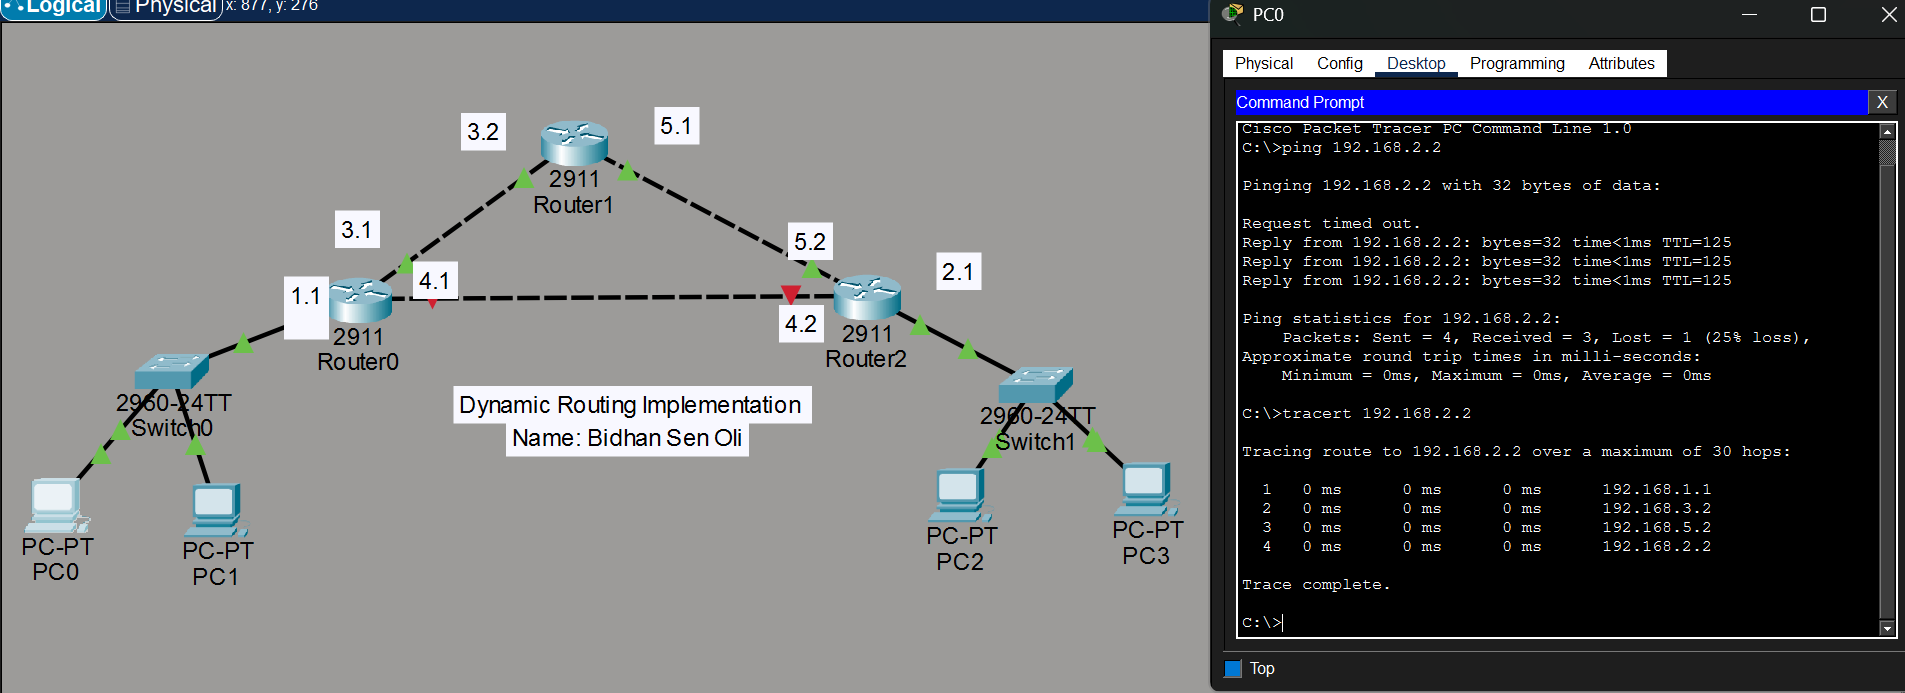 Logical
Physical
x: 877, y: 276
3.2
5.1
2911
Router1
3.1
5.2
4.1
2.1
1.1
4.2
2911
Router0
2911
Router2
2960-24TT
Switch0
Dynamic Routing Implementation
Name: Bidhan Sen Oli
2960-24TT
Switch1
PC-PT
PC0
PC-PT
PC1
PC-PT
PC2
PC-PT
PC3
PC0
Physical Config Desktop Programming Attributes
Command Prompt
X
Cisco Packet Tracer PC Command Line 1.0
C:\>ping 192.168.2.2
Pinging 192.168.2.2 with 32 bytes of data:
Request timed out.
Reply from 192.168.2.2: bytes=32 time<1ms TTL=125
Reply from 192.168.2.2: bytes=32 time<1ms TTL=125
Reply from 192.168.2.2: bytes=32 time<1ms TTL=125
Ping statistics for 192.168.2.2:
Packets: Sent = 4, Received = 3, Lost = 1 (25% loss),
Approximate round trip times in milli-seconds:
Minimum = 0ms, Maximum = 0ms, Average = 0ms
C:\>tracert 192.168.2.2
Tracing route to 192.168.2.2 over a maximum of 30 hops:
1 0 ms 0 ms 0 ms 192.168.1.1
2 0 ms 0 ms 0 ms 192.168.3.2
3 0 ms 0 ms 0 ms 192.168.5.2
4 0 ms 0 ms 0 ms 192.168.2.2
Trace complete.
C:\>
Top